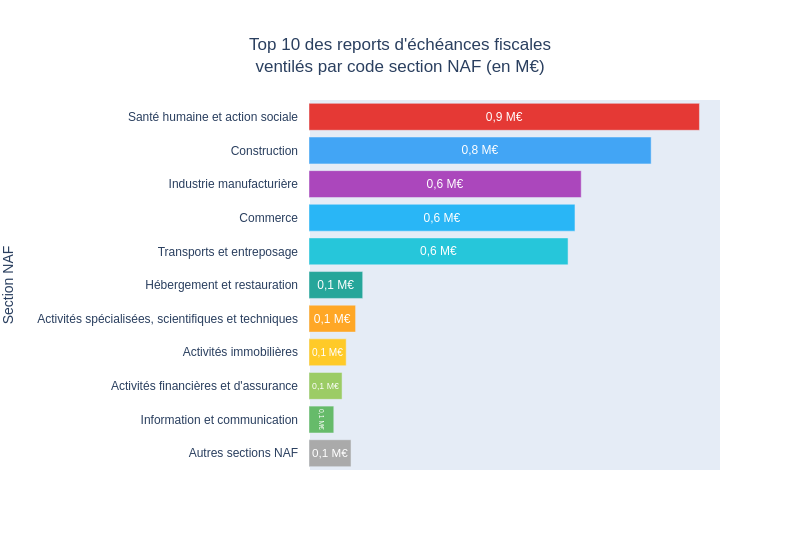 Top 10 des reports d'échéances fiscales
ventilés par code section NAF (en M€)
Section NAF
Santé humaine et action sociale 0,9 M€
Construction 0,8 M€
Industrie manufacturière 0,6 M€
Commerce 0,6 M€
Transports et entreposage 0,6 M€
Hébergement et restauration 0,1 M€
Activités spécialisées, scientifiques et techniques 0,1 M€
Activités immobilières 0,1 M€
Activités financières et d'assurance 0,1 M€
Information et communication 0,1 M€
Autres sections NAF 0,1 M€